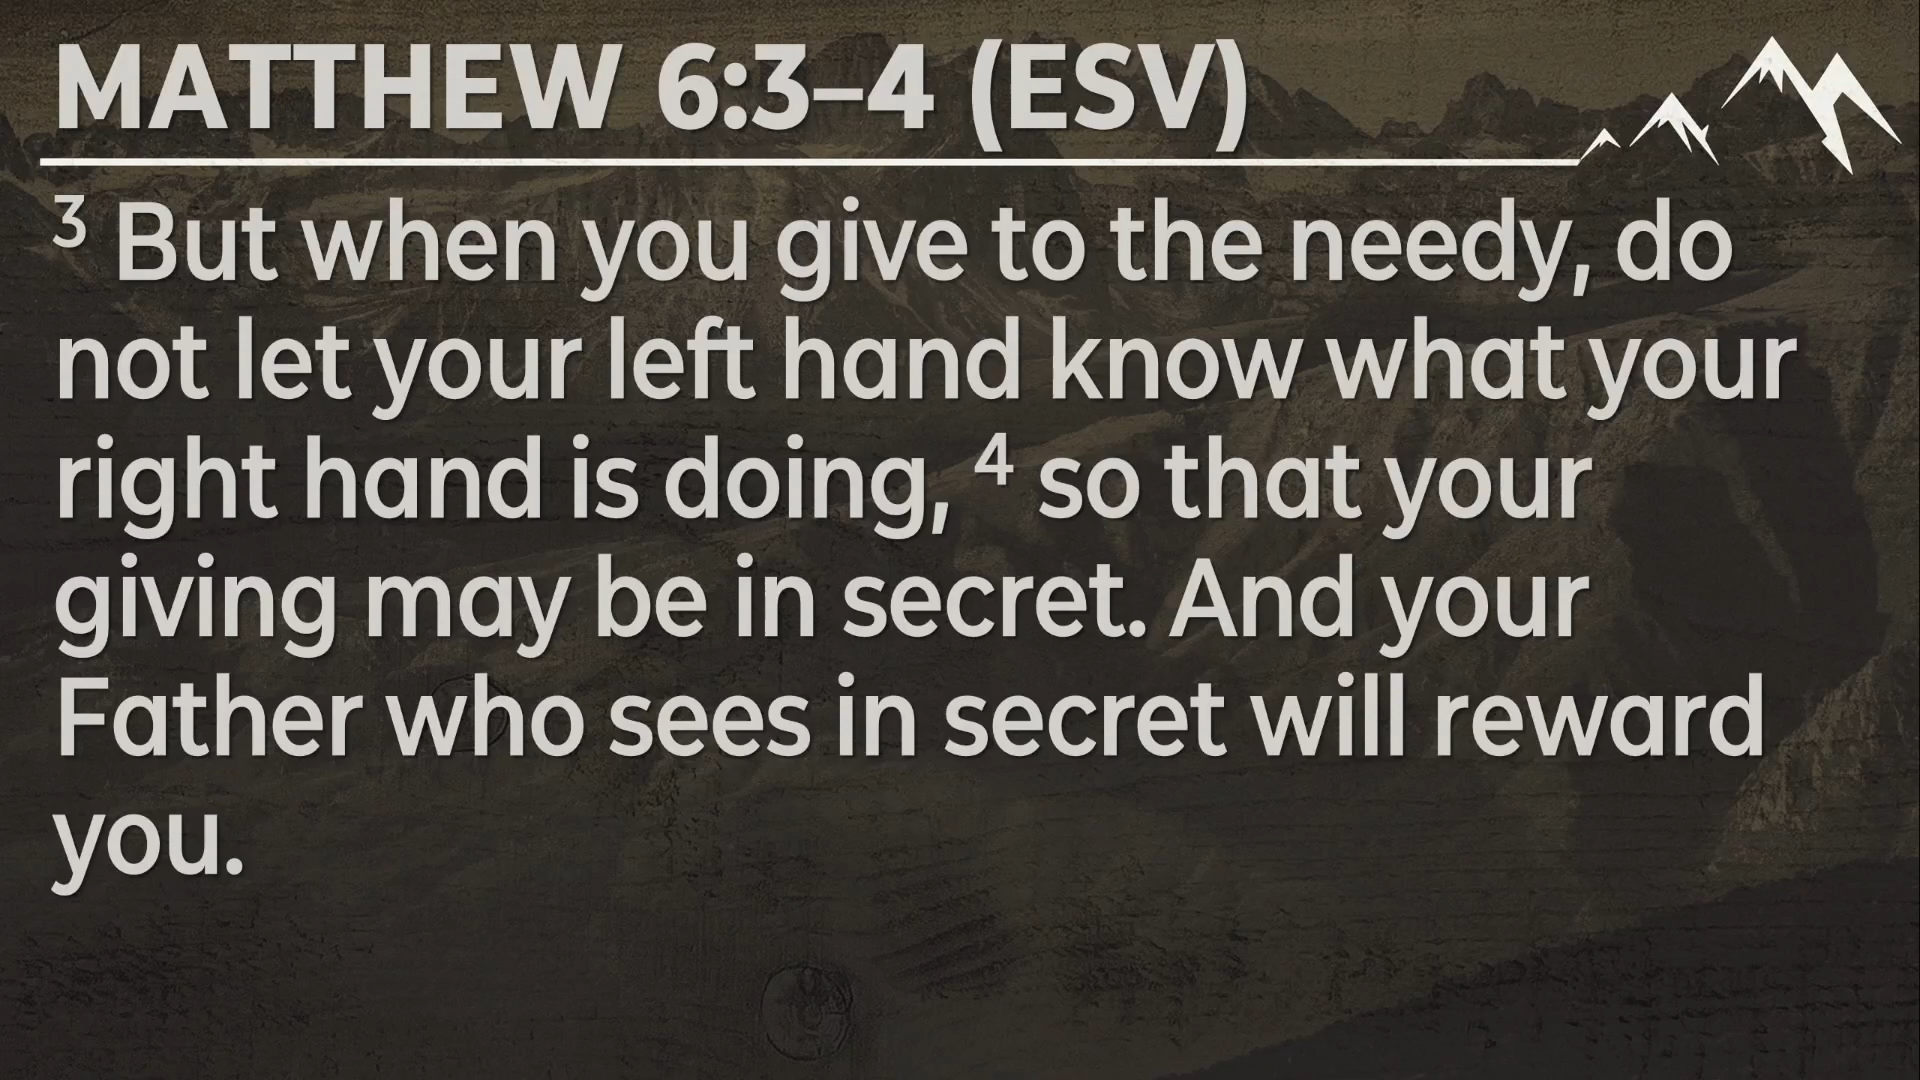 MATTHEW 6:3–4 (ESV)
3 But when you give to the needy, do
not let your left hand know what your
right hand is doing, 4 so that your
giving may be in secret. And your
Father who sees in secret will reward
you.